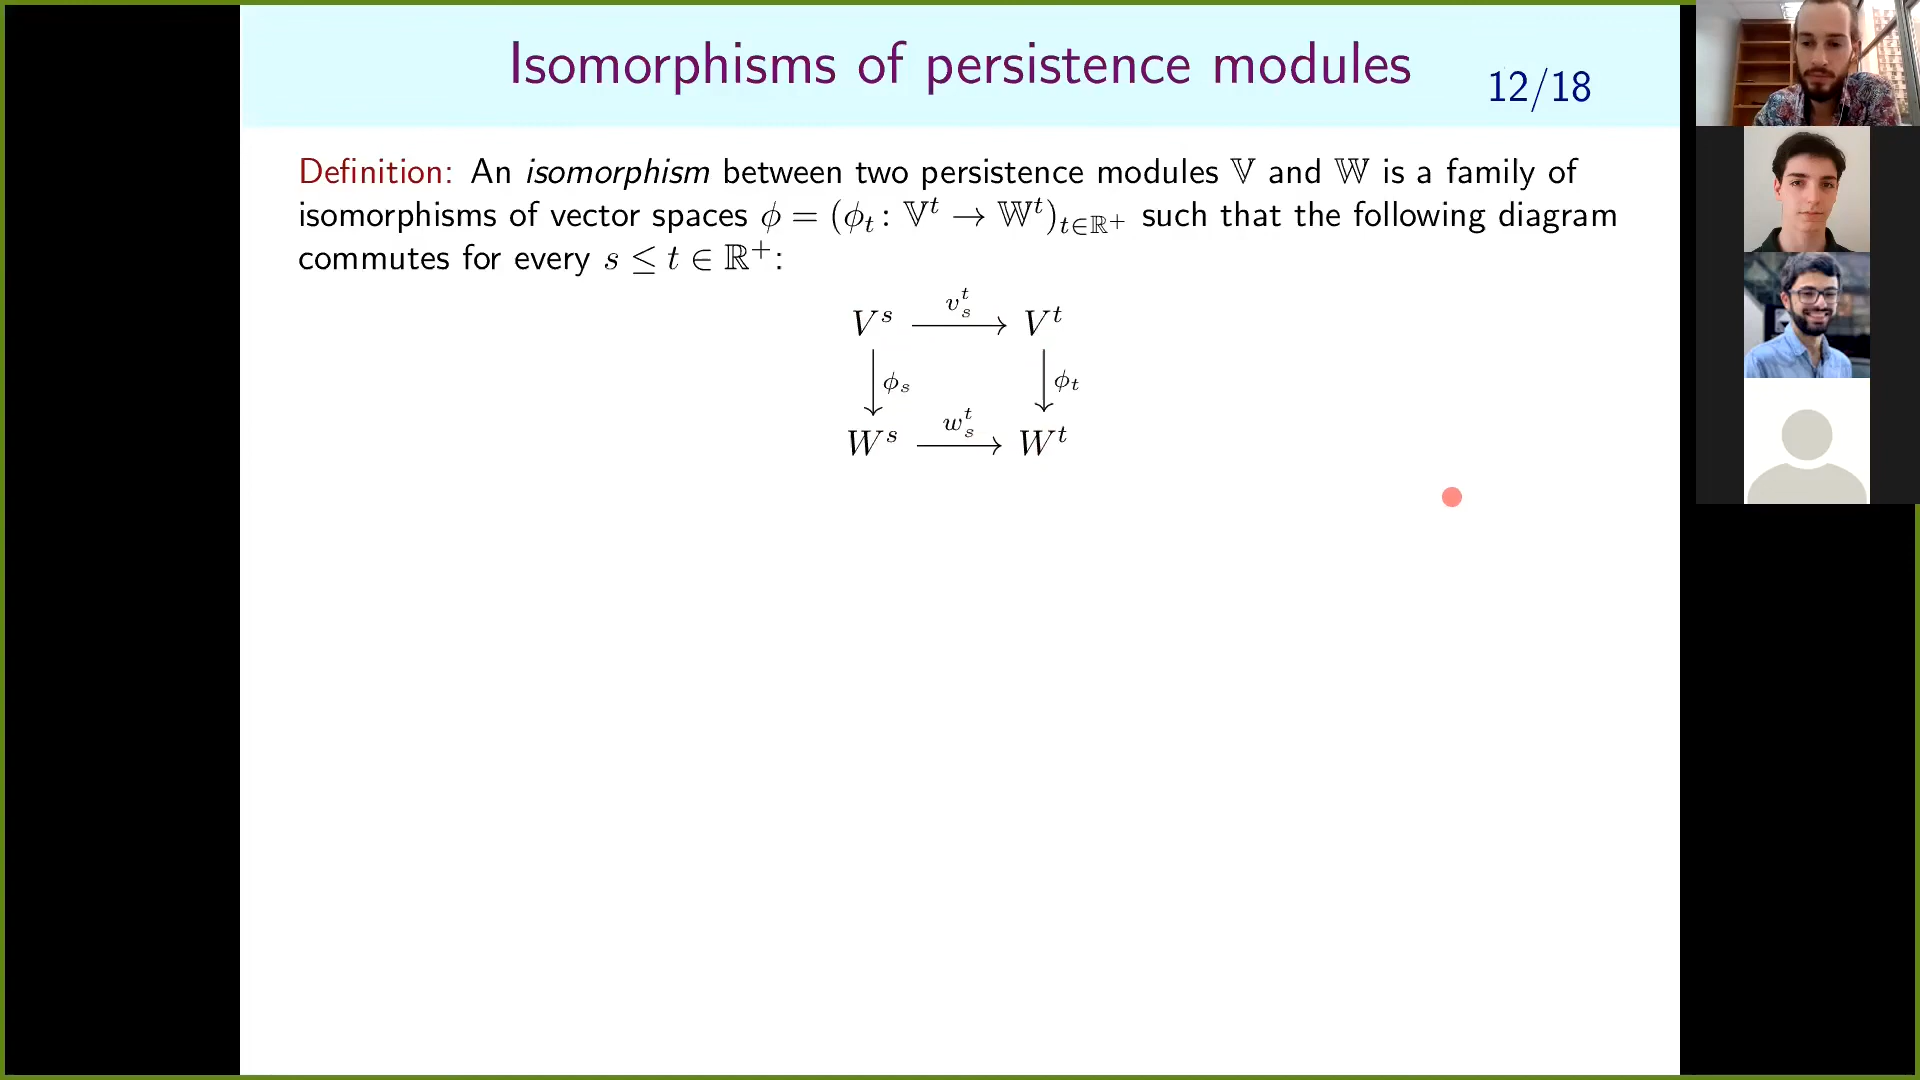 Isomorphisms of persistence modules
12/18
Definition: An isomorphism between two persistence modules 𝕍 and 𝕎 is a family of
isomorphisms of vector spaces ϕ = (ϕ_t : 𝕍^t → 𝕎^t)_{t∈ℝ^+} such that the following diagram
commutes for every s ≤ t ∈ ℝ^+:
v_s^t
V^s → V^t
↓ ϕ_s ↓ ϕ_t
w_s^t
W^s → W^t